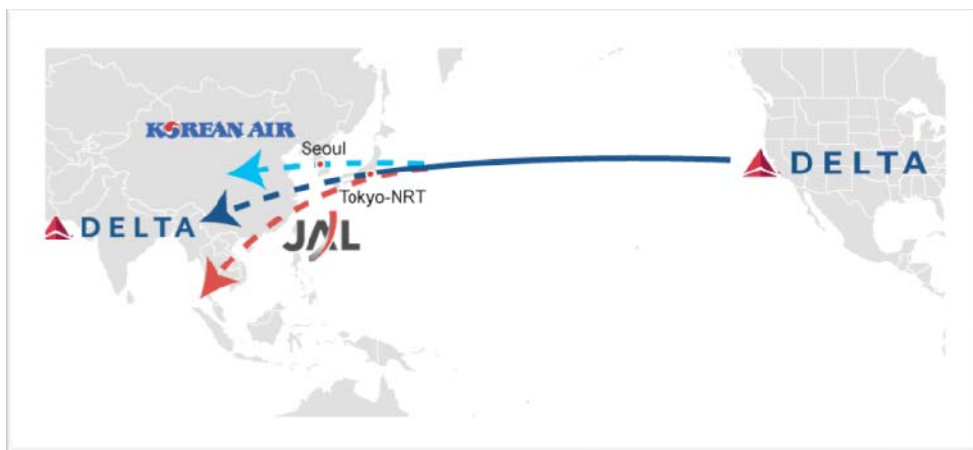 KOREAN AIR
Seoul
DELTA
Tokyo-NRT
DELTA
JAL